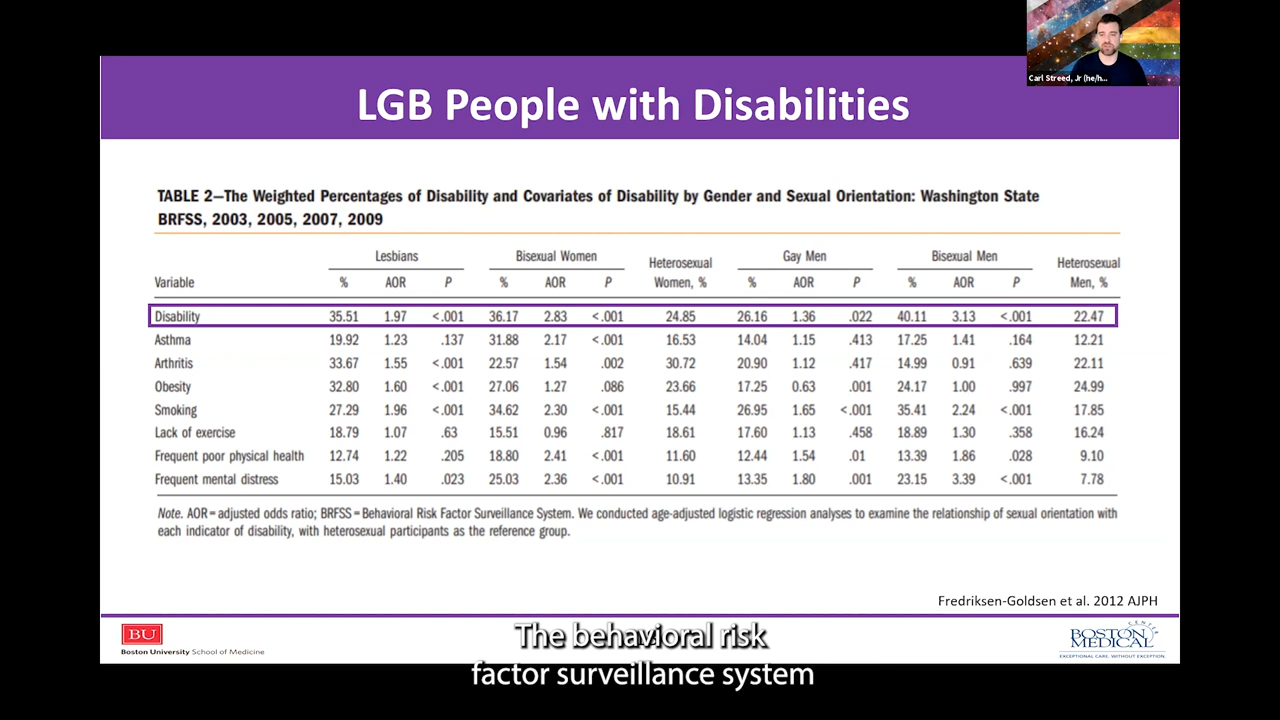 Carl Streed, Jr (he/h...
LGB People with Disabilities
TABLE 2—The Weighted Percentages of Disability and Covariates of Disability by Gender and Sexual Orientation: Washington State
BRFSS, 2003, 2005, 2007, 2009
Lesbians Bisexual Women Heterosexual Gay Men Bisexual Men Heterosexual
Variable % AOR P % AOR P Women, % % AOR P % AOR P Men, %
Disability 35.51 1.97 <.001 36.17 2.83 <.001 24.85 26.16 1.36 .022 40.11 3.13 <.001 22.47
Asthma 19.92 1.23 .137 31.88 2.17 <.001 16.53 14.04 1.15 .413 17.25 1.41 .164 12.21
Arthritis 33.67 1.55 <.001 22.57 1.54 .002 30.72 20.90 1.12 .417 14.99 0.91 .639 22.11
Obesity 32.80 1.60 <.001 27.06 1.27 .086 23.66 17.25 0.63 .001 24.17 1.00 .997 24.99
Smoking 27.29 1.96 <.001 34.62 2.30 <.001 15.44 26.95 1.65 <.001 35.41 2.24 <.001 17.85
Lack of exercise 18.79 1.07 .63 15.51 0.96 .817 18.61 17.60 1.13 .458 18.89 1.30 .358 16.24
Frequent poor physical health 12.74 1.22 .205 18.80 2.41 <.001 11.60 12.44 1.54 .01 13.39 1.86 .028 9.10
Frequent mental distress 15.03 1.40 .023 25.03 2.36 <.001 10.91 13.35 1.80 .001 23.15 3.39 <.001 7.78
Note. AOR = adjusted odds ratio; BRFSS = Behavioral Risk Factor Surveillance System. We conducted age-adjusted logistic regression analyses to examine the relationship of sexual orientation with
each indicator of disability, with heterosexual participants as the reference group.
Fredriksen-Goldsen et al. 2012 AJPH
BU
Boston University School of Medicine
The behavioral risk
factor surveillance system
BOSTON
MEDICAL
CENTER
EXCEPTIONAL CARE. WITHOUT EXCEPTION.